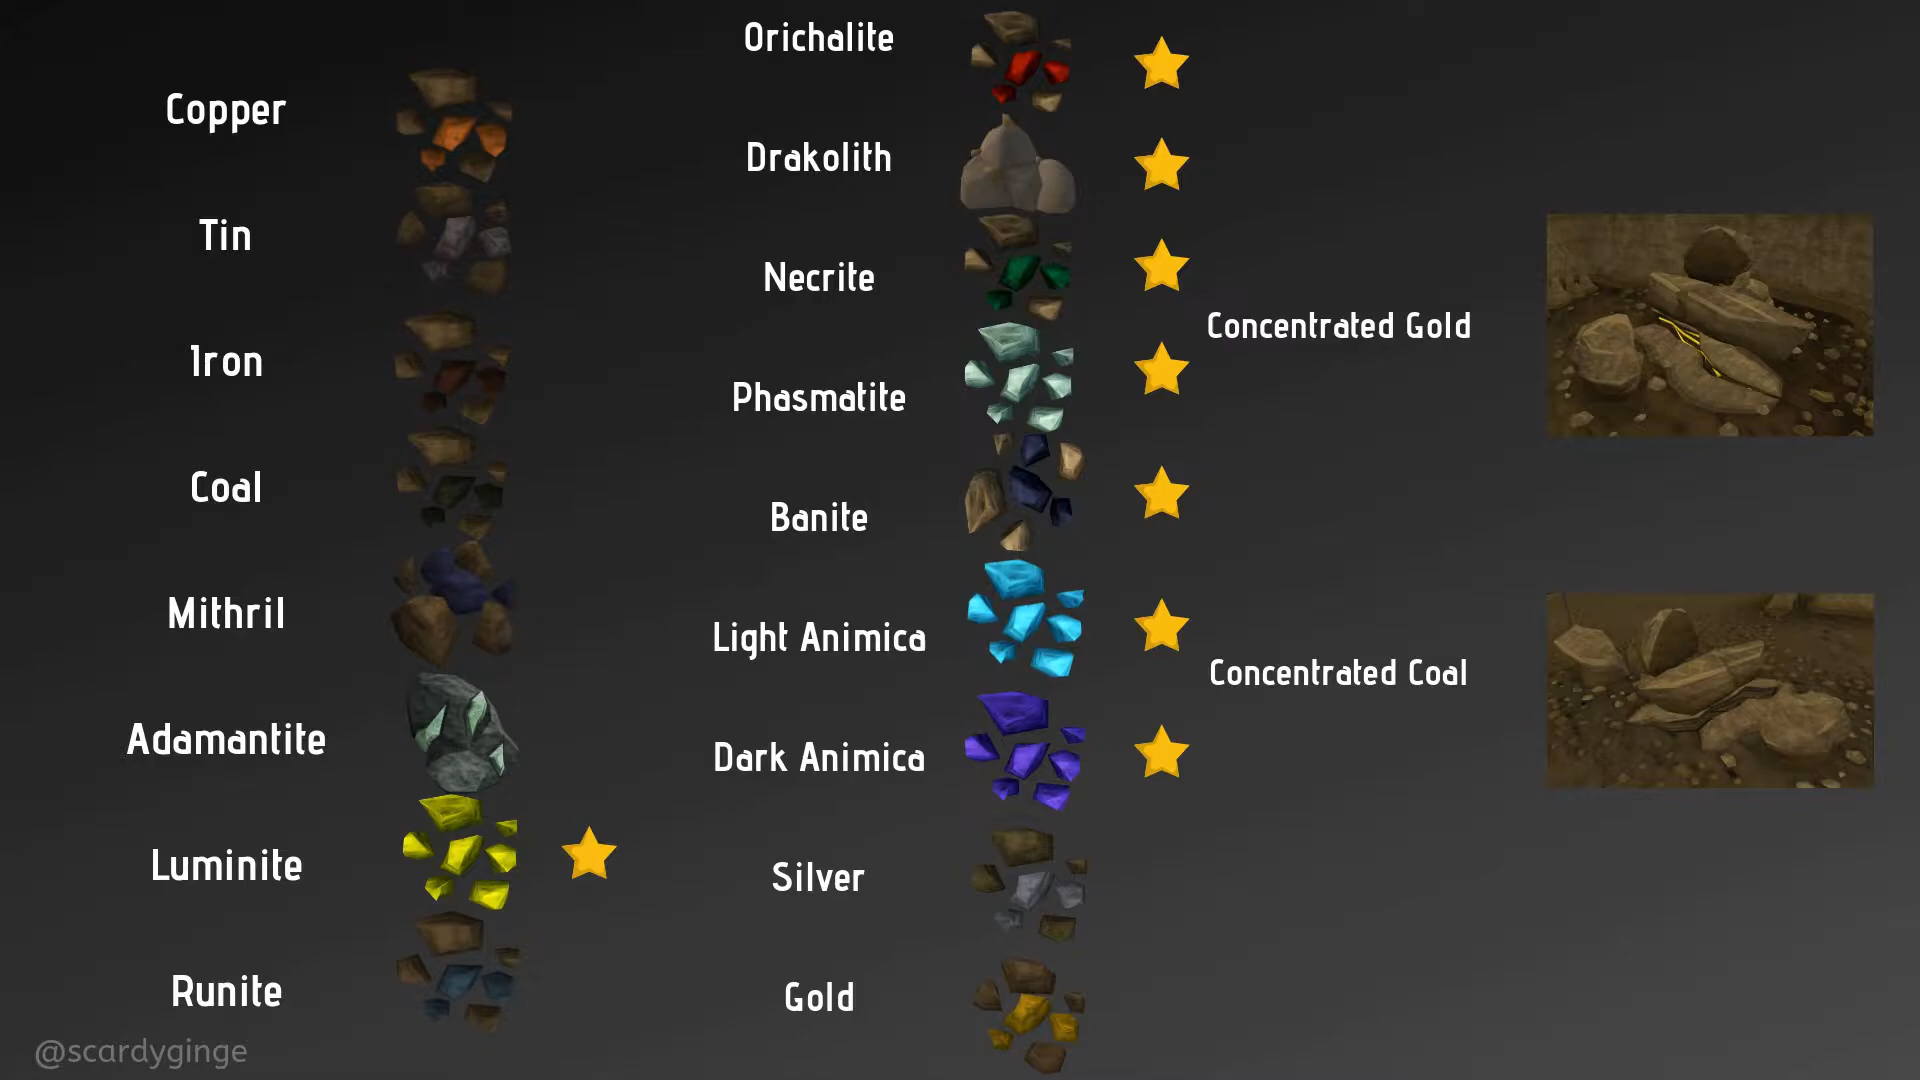 Copper
Tin
Iron
Coal
Mithril
Adamantite
Luminite
Runite
Orichalite
Drakolith
Necrite
Phasmatite
Banite
Light Animica
Dark Animica
Silver
Gold
Concentrated Gold
Concentrated Coal
@scardyginge